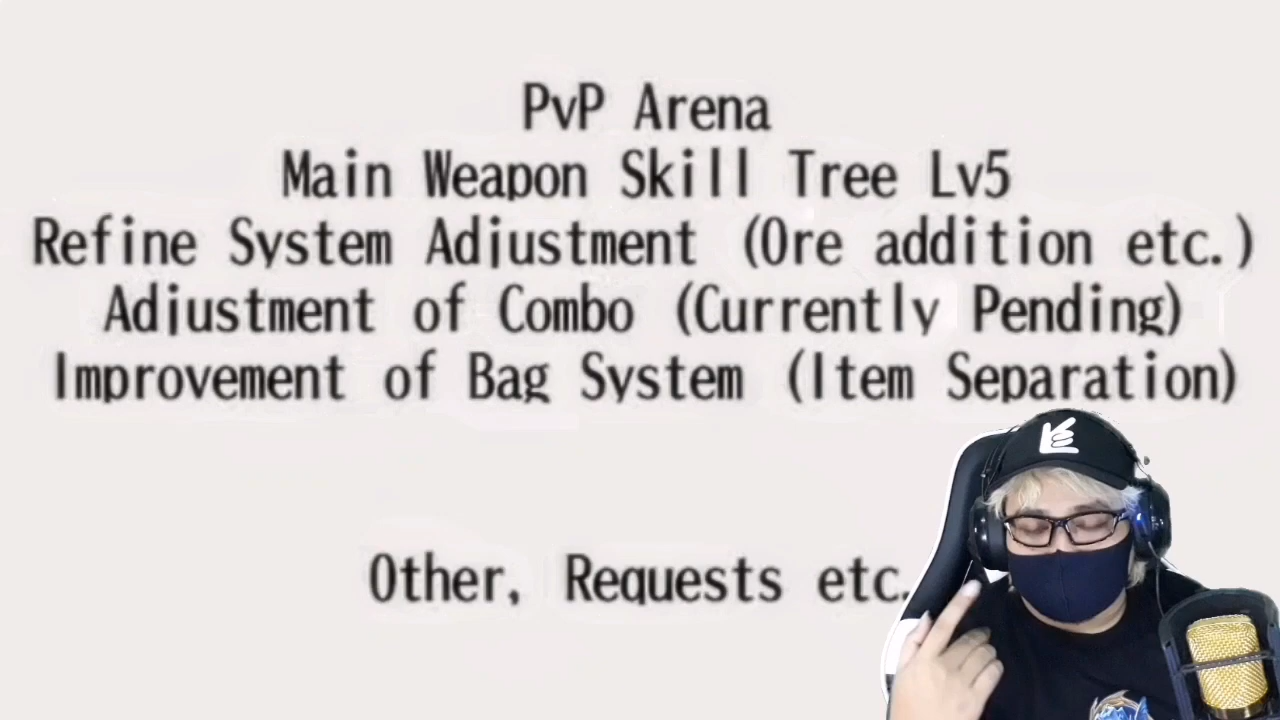 PvP Arena
Main Weapon Skill Tree Lv5
Refine System Adjustment (Ore addition etc.)
Adjustment of Combo (Currently Pending)
Improvement of Bag System (Item Separation)
Other, Requests etc.